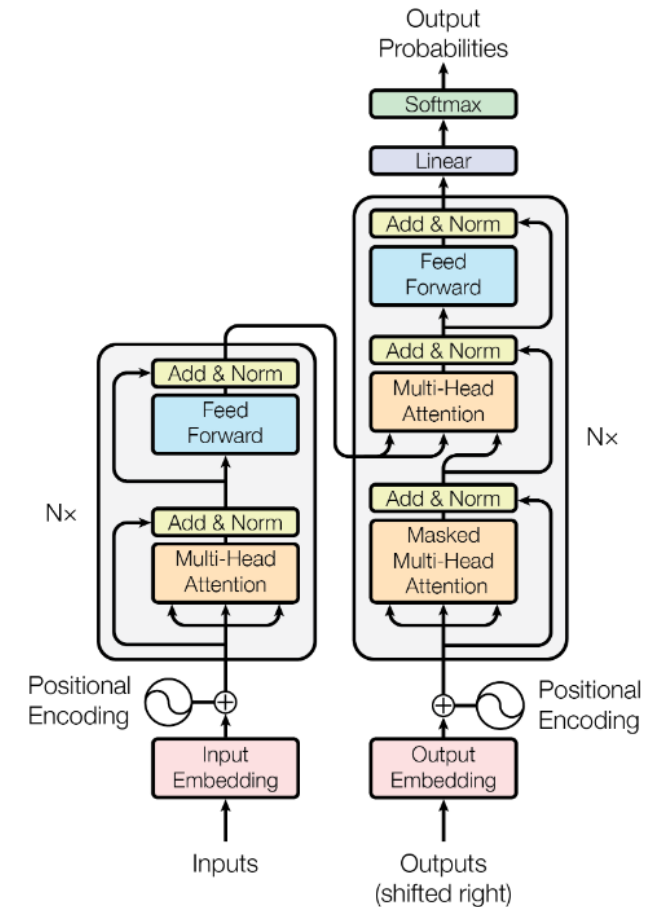 Output
Probabilities
Softmax
Linear
Add & Norm
Feed
Forward
Add & Norm
Multi-Head
Attention
Nx
Add & Norm
Masked
Multi-Head
Attention
Add & Norm
Feed
Forward
Nx
Add & Norm
Multi-Head
Attention
Positional
Encoding
Positional
Encoding
Input
Embedding
Output
Embedding
Inputs
Outputs
(shifted right)